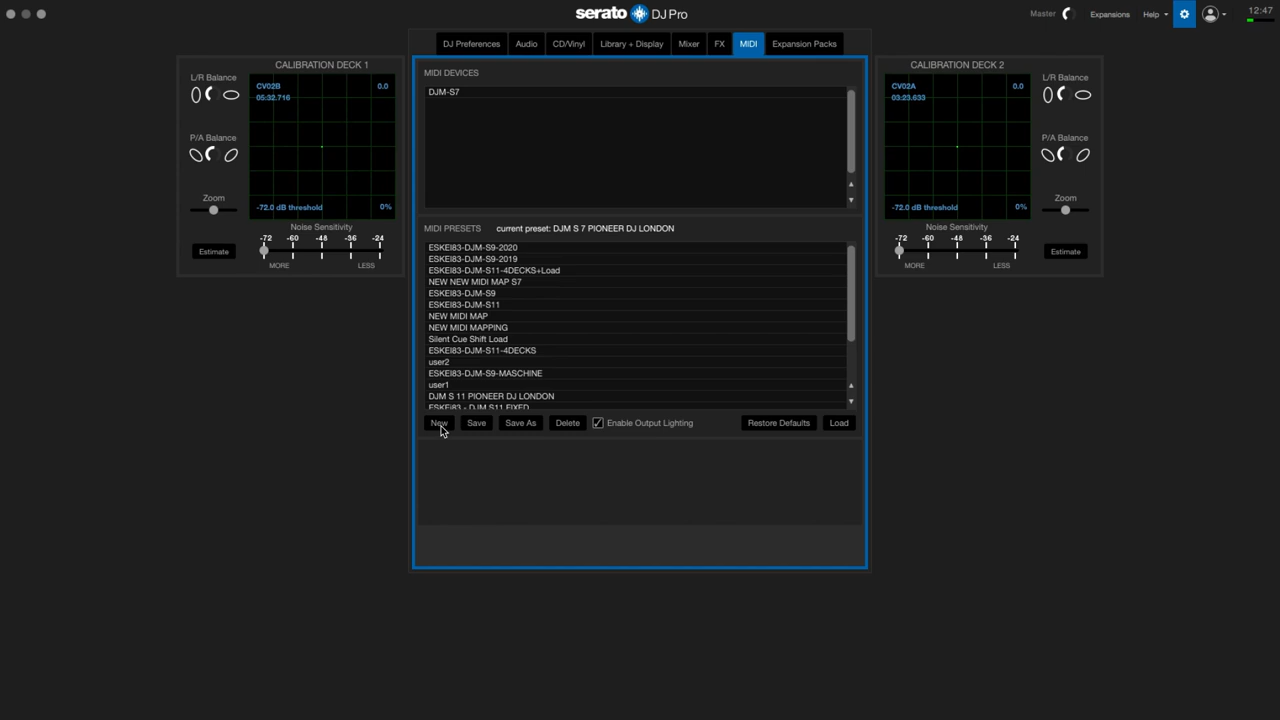 serato DJ Pro
Master
Expansions
Help
12:47
DJ Preferences
Audio
CD/Vinyl
Library + Display
Mixer
FX
MIDI
Expansion Packs
CALIBRATION DECK 1
L/R Balance
P/A Balance
Zoom
CV02B
0.0
05:32.716
-72.0 dB threshold
0%
Noise Sensitivity
-72 -60 -48 -36 -24
MORE LESS
Estimate
MIDI DEVICES
DJM-S7
MIDI PRESETS current preset: DJM S 7 PIONEER DJ LONDON
ESKEI83-DJM-S9-2020
ESKEI83-DJM-S9-2019
ESKEI83-DJM-S11-4DECKS+Load
NEW NEW MIDI MAP S7
ESKEI83-DJM-S9
ESKEI83-DJM-S11
NEW MIDI MAP
NEW MIDI MAPPING
Silent Cue Shift Load
ESKEI83-DJM-S11-4DECKS
user2
ESKEI83-DJM-S9-MASCHINE
user1
DJM S 11 PIONEER DJ LONDON
ESKEI83 - DJM S11 FIXED
New Save Save As Delete Enable Output Lighting Restore Defaults Load
CALIBRATION DECK 2
L/R Balance
P/A Balance
Zoom
CV02A
0.0
03:23.633
-72.0 dB threshold
0%
Noise Sensitivity
-72 -60 -48 -36 -24
MORE LESS
Estimate